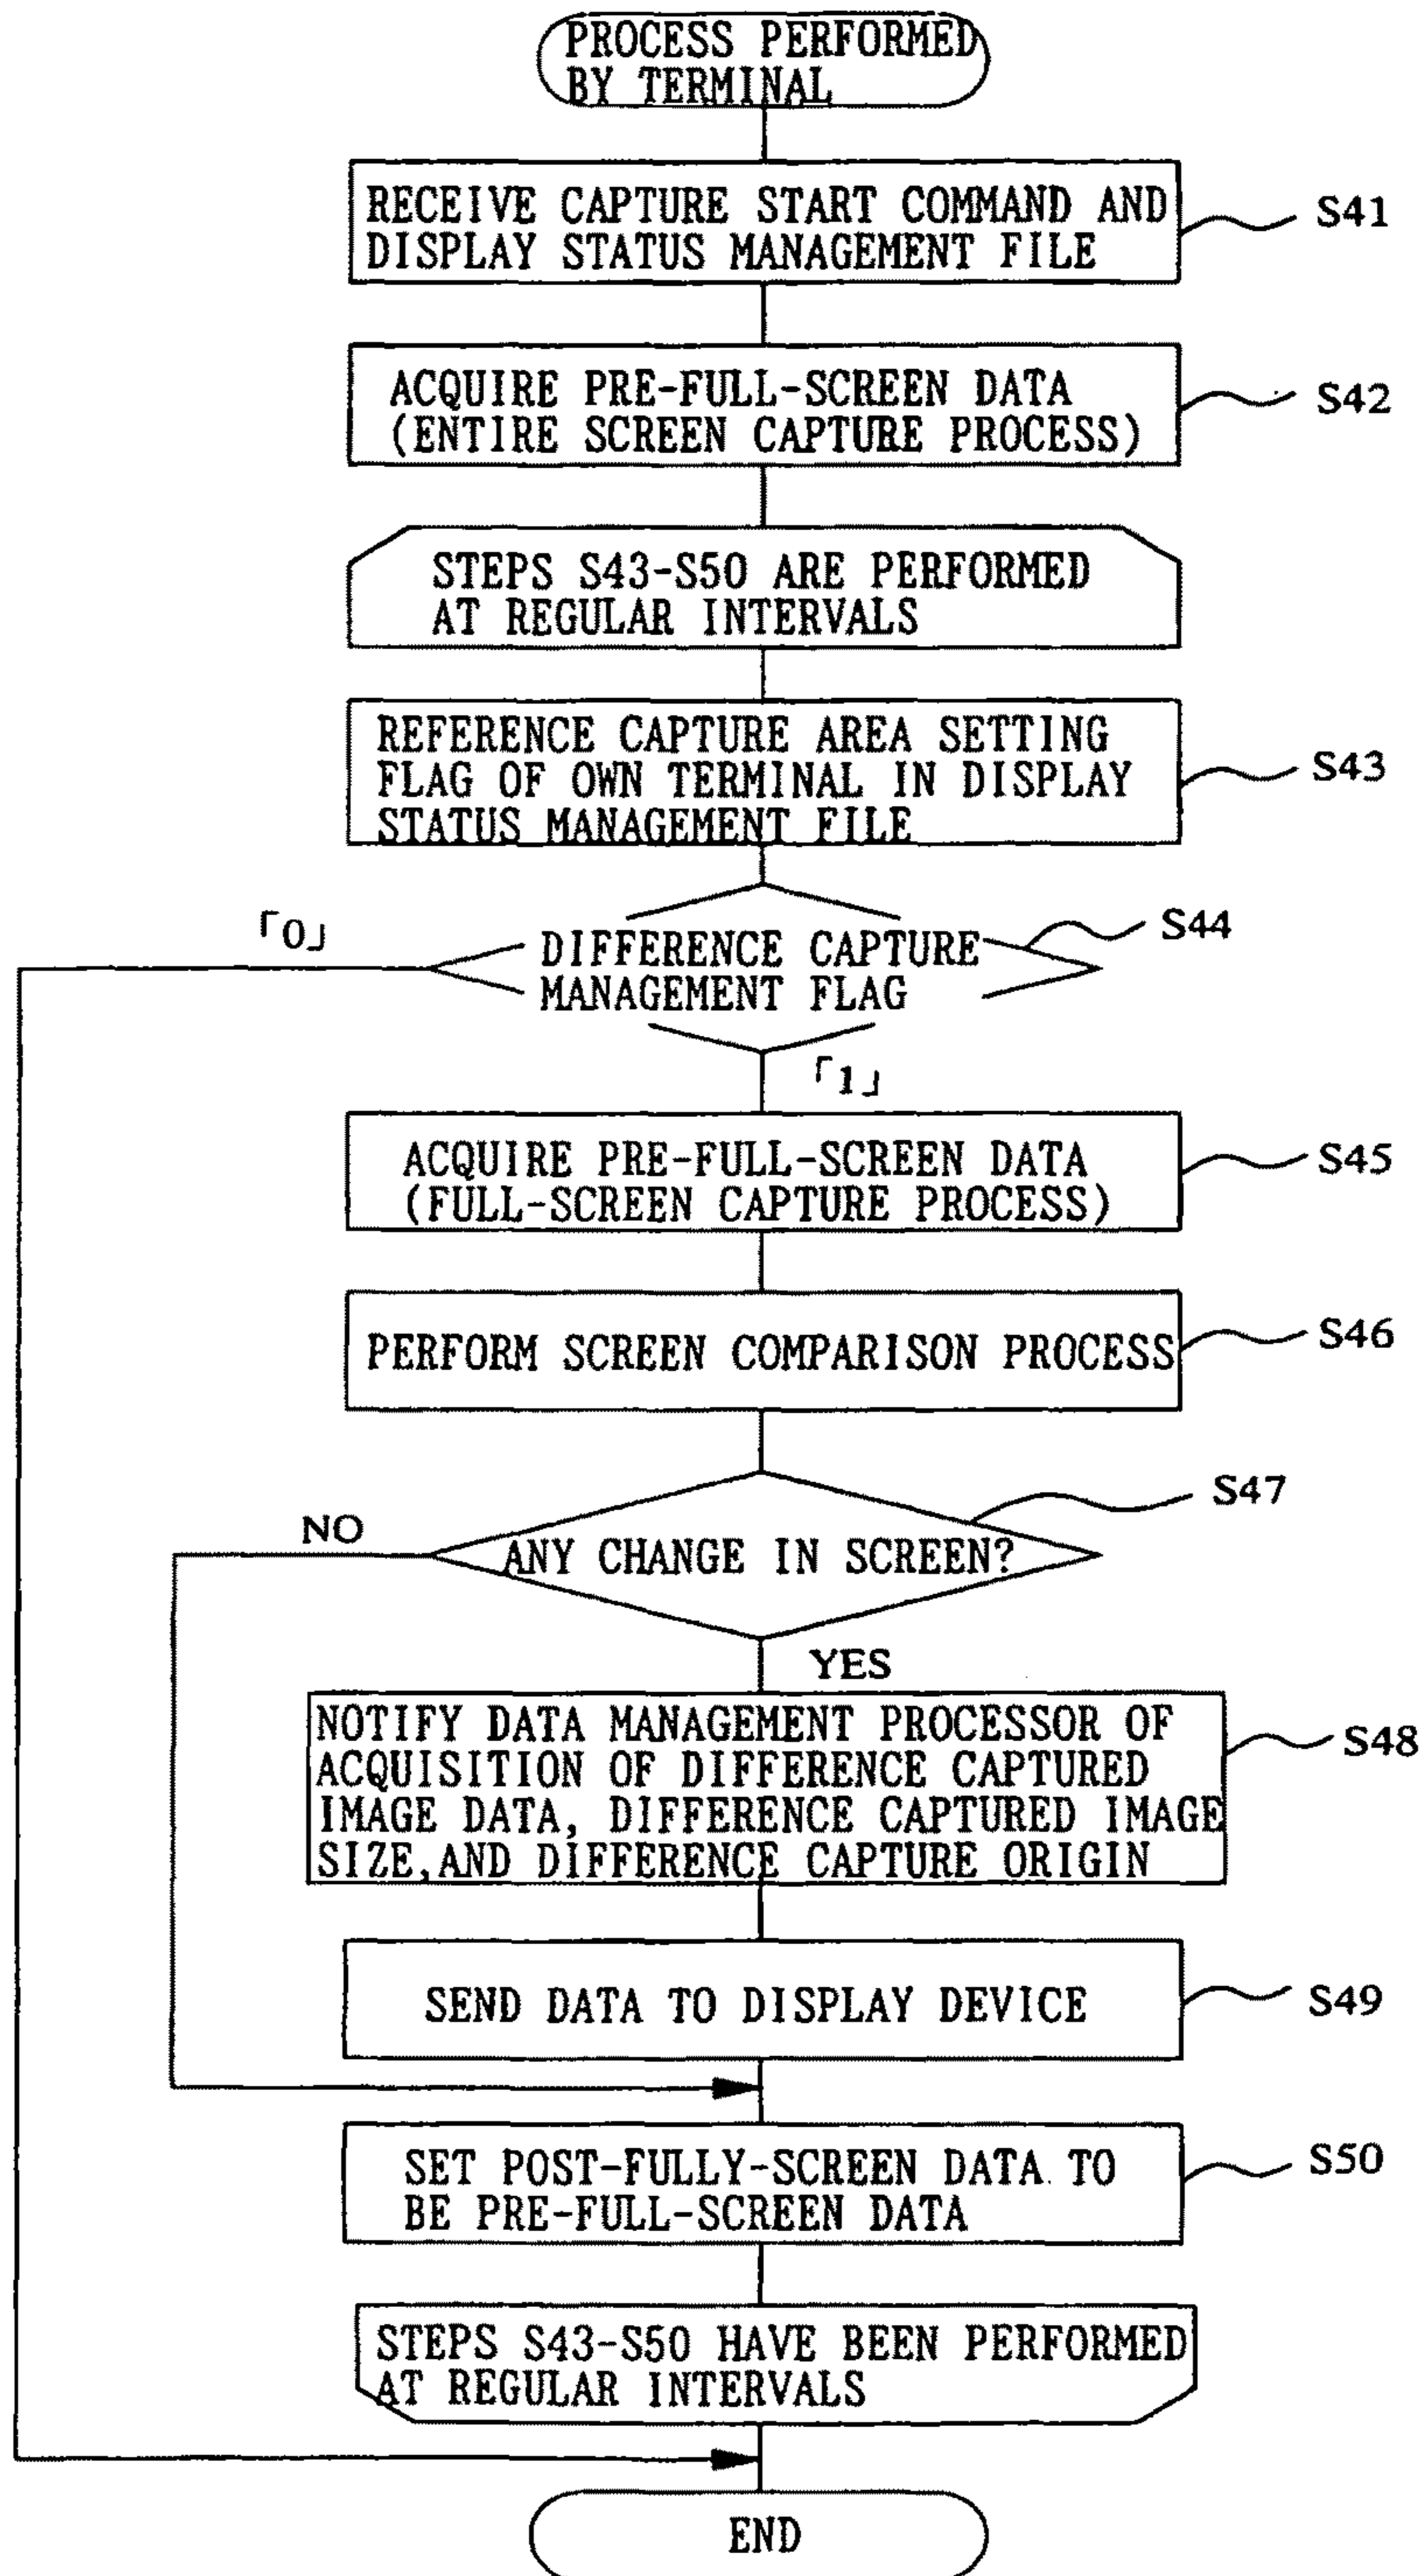 PROCESS PERFORMED
BY TERMINAL
RECEIVE CAPTURE START COMMAND AND
DISPLAY STATUS MANAGEMENT FILE
S41
ACQUIRE PRE-FULL-SCREEN DATA
(ENTIRE SCREEN CAPTURE PROCESS)
S42
STEPS S43-S50 ARE PERFORMED
AT REGULAR INTERVALS
REFERENCE CAPTURE AREA SETTING
FLAG OF OWN TERMINAL IN DISPLAY
STATUS MANAGEMENT FILE
S43
「0」
DIFFERENCE CAPTURE
MANAGEMENT FLAG
S44
「1」
ACQUIRE PRE-FULL-SCREEN DATA
(FULL-SCREEN CAPTURE PROCESS)
S45
PERFORM SCREEN COMPARISON PROCESS
S46
NO
ANY CHANGE IN SCREEN?
S47
YES
NOTIFY DATA MANAGEMENT PROCESSOR OF
ACQUISITION OF DIFFERENCE CAPTURED
IMAGE DATA, DIFFERENCE CAPTURED IMAGE
SIZE,AND DIFFERENCE CAPTURE ORIGIN
S48
SEND DATA TO DISPLAY DEVICE
S49
SET POST-FULLY-SCREEN DATA TO
BE PRE-FULL-SCREEN DATA
S50
STEPS S43-S50 HAVE BEEN PERFORMED
AT REGULAR INTERVALS
END